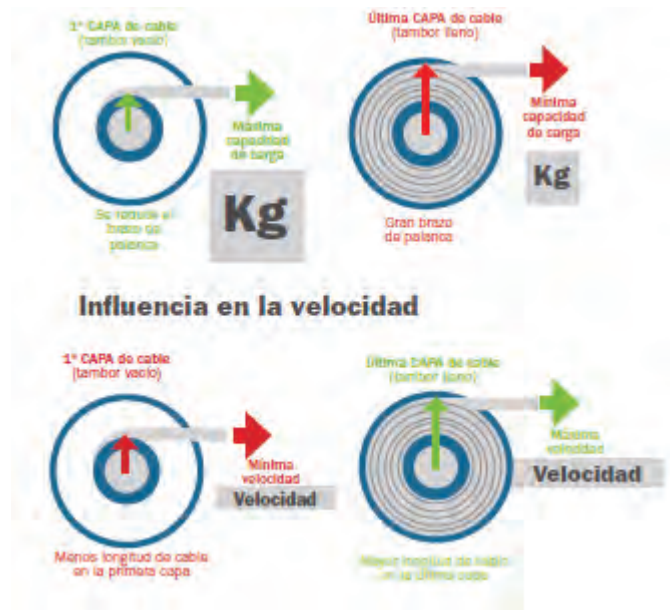 1ª CAPA de cable
(tambor vacío)
Máxima
capacidad
de carga
Kg
Se reduce el
brazo de
palanca
Última CAPA de cable
(tambor lleno)
Mínima
capacidad
de carga
Kg
Gran brazo
de palanca
Influencia en la velocidad
1ª CAPA de cable
(tambor vacío)
Mínima
velocidad
Velocidad
Menos longitud de cable
en la primera capa
Última CAPA de cable
(tambor lleno)
Máxima
velocidad
Velocidad
Mayor longitud de cable
en la última capa